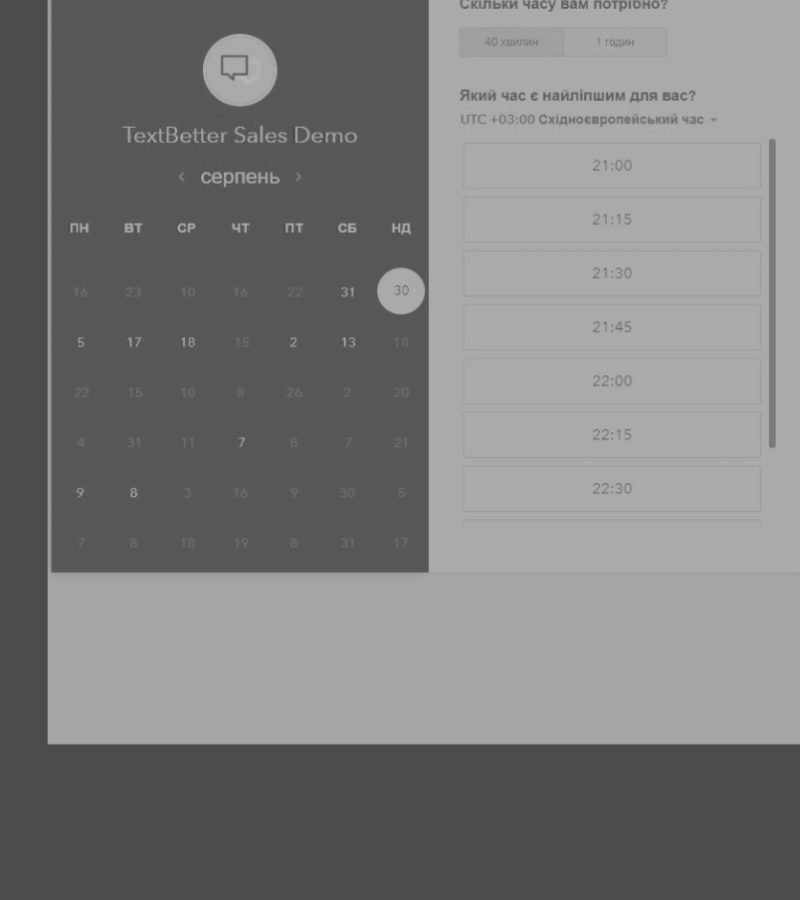 TextBetter Sales Demo
серпень
ПН ВТ СР ЧТ ПТ СБ НД
16 23 10 16 22 31 30
5 17 18 15 2 13 18
22 15 10 8 26 2 20
4 31 11 7 8 7 21
9 8 3 16 9 30 5
7 8 18 19 8 31 17
Скільки часу вам потрібно?
40 хвилин 1 годин
Який час є найліпшим для вас?
UTC +03:00 Східноєвропейський час
21:00
21:15
21:30
21:45
22:00
22:15
22:30